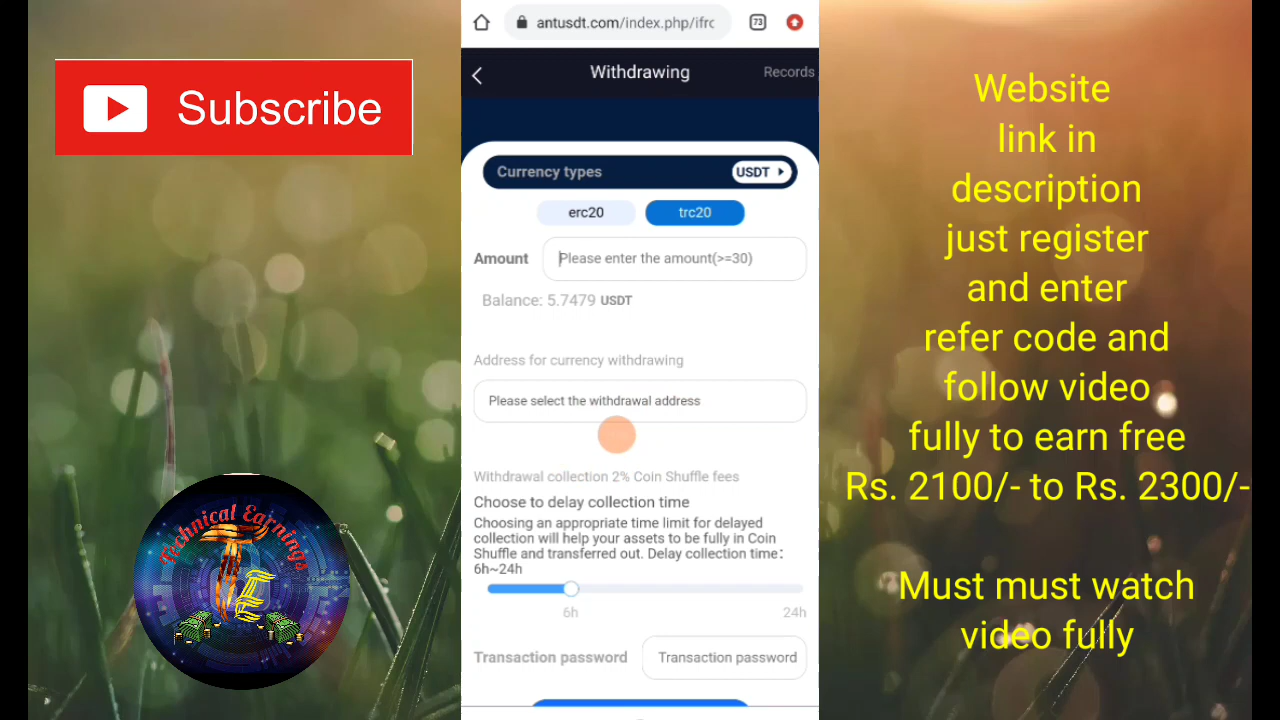 Subscribe
Technical Earnings
TE
antusdt.com/index.php/ifrc
73
Withdrawing
Records
Currency types
USDT
erc20
trc20
Amount
Please enter the amount(>=30)
Balance: 5.7479 USDT
Address for currency withdrawing
Please select the withdrawal address
Withdrawal collection 2% Coin Shuffle fees
Choose to delay collection time
Choosing an appropriate time limit for delayed
collection will help your assets to be fully in Coin
Shuffle and transferred out. Delay collection time：
6h~24h
6h
24h
Transaction password
Transaction password
Website
link in
description
just register
and enter
refer code and
follow video
fully to earn free
Rs. 2100/- to Rs. 2300/-
Must must watch
video fully